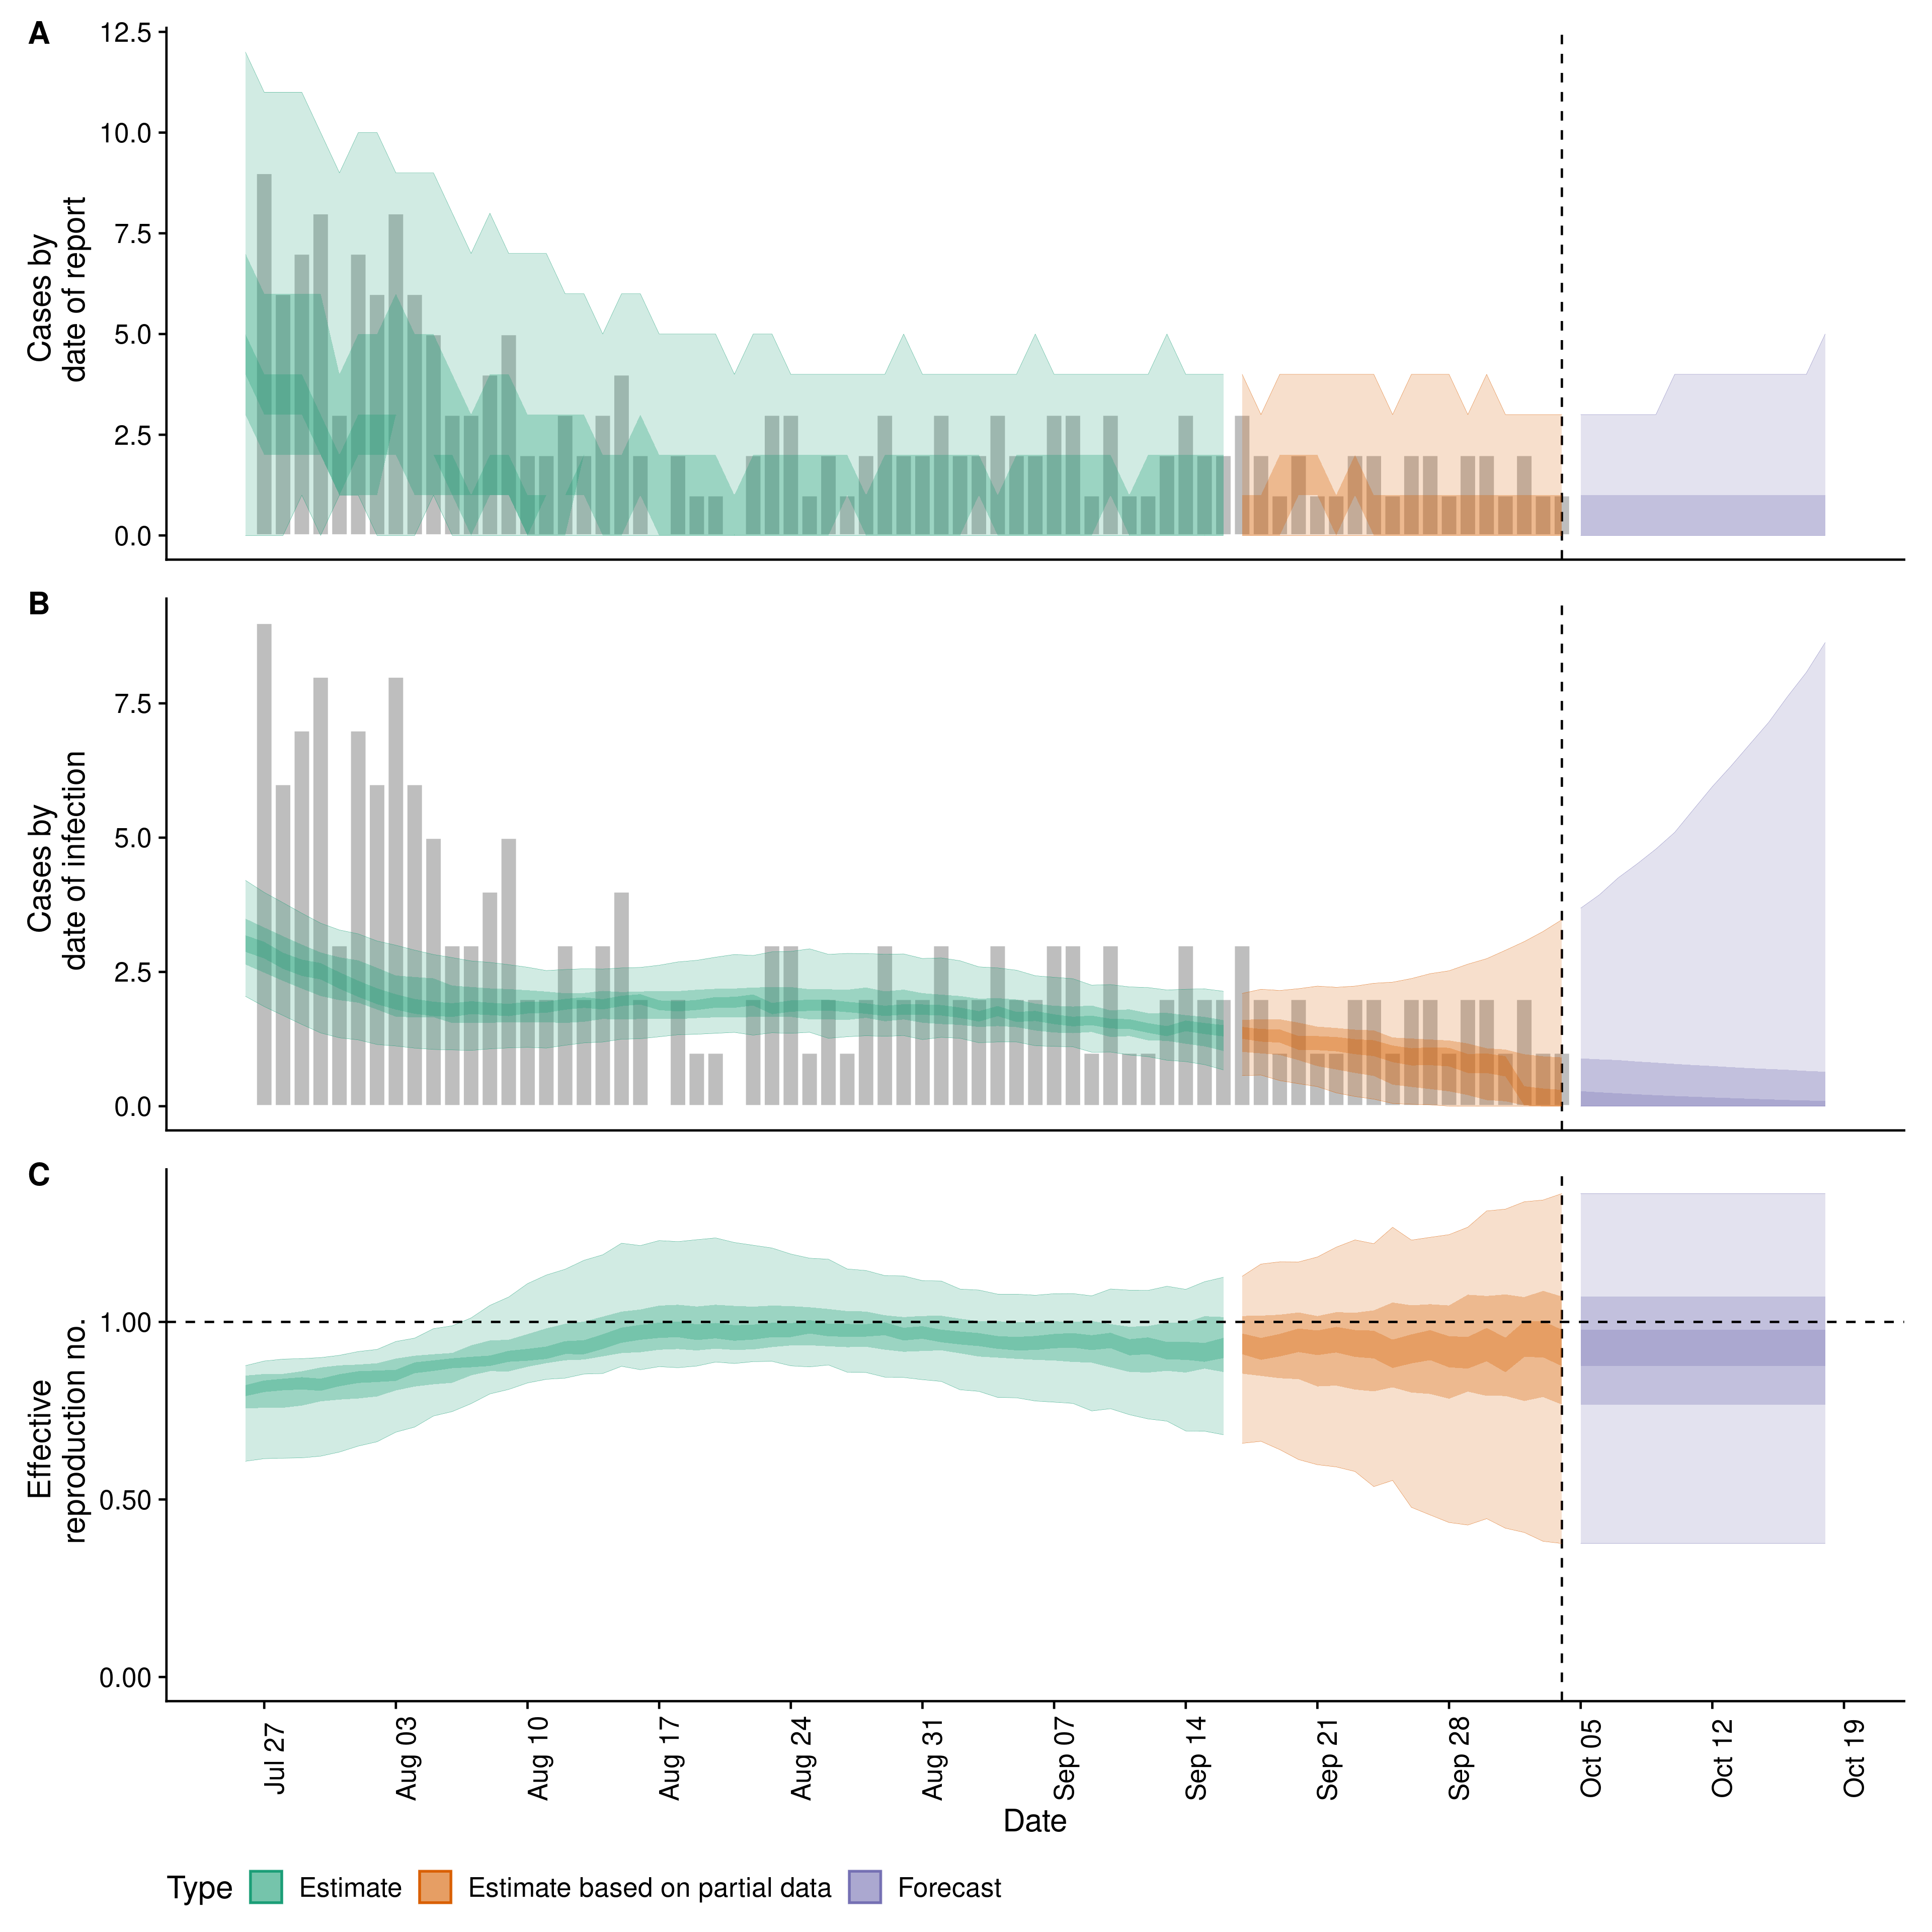 A
Cases by
date of report
12.5
10.0
7.5
5.0
2.5
0.0
B
Cases by
date of infection
7.5
5.0
2.5
0.0
C
Effective
reproduction no.
1.00
0.50
0.00
Jul 27
Aug 03
Aug 10
Aug 17
Aug 24
Aug 31
Sep 07
Sep 14
Sep 21
Sep 28
Oct 05
Oct 12
Oct 19
Date
Type Estimate Estimate based on partial data Forecast